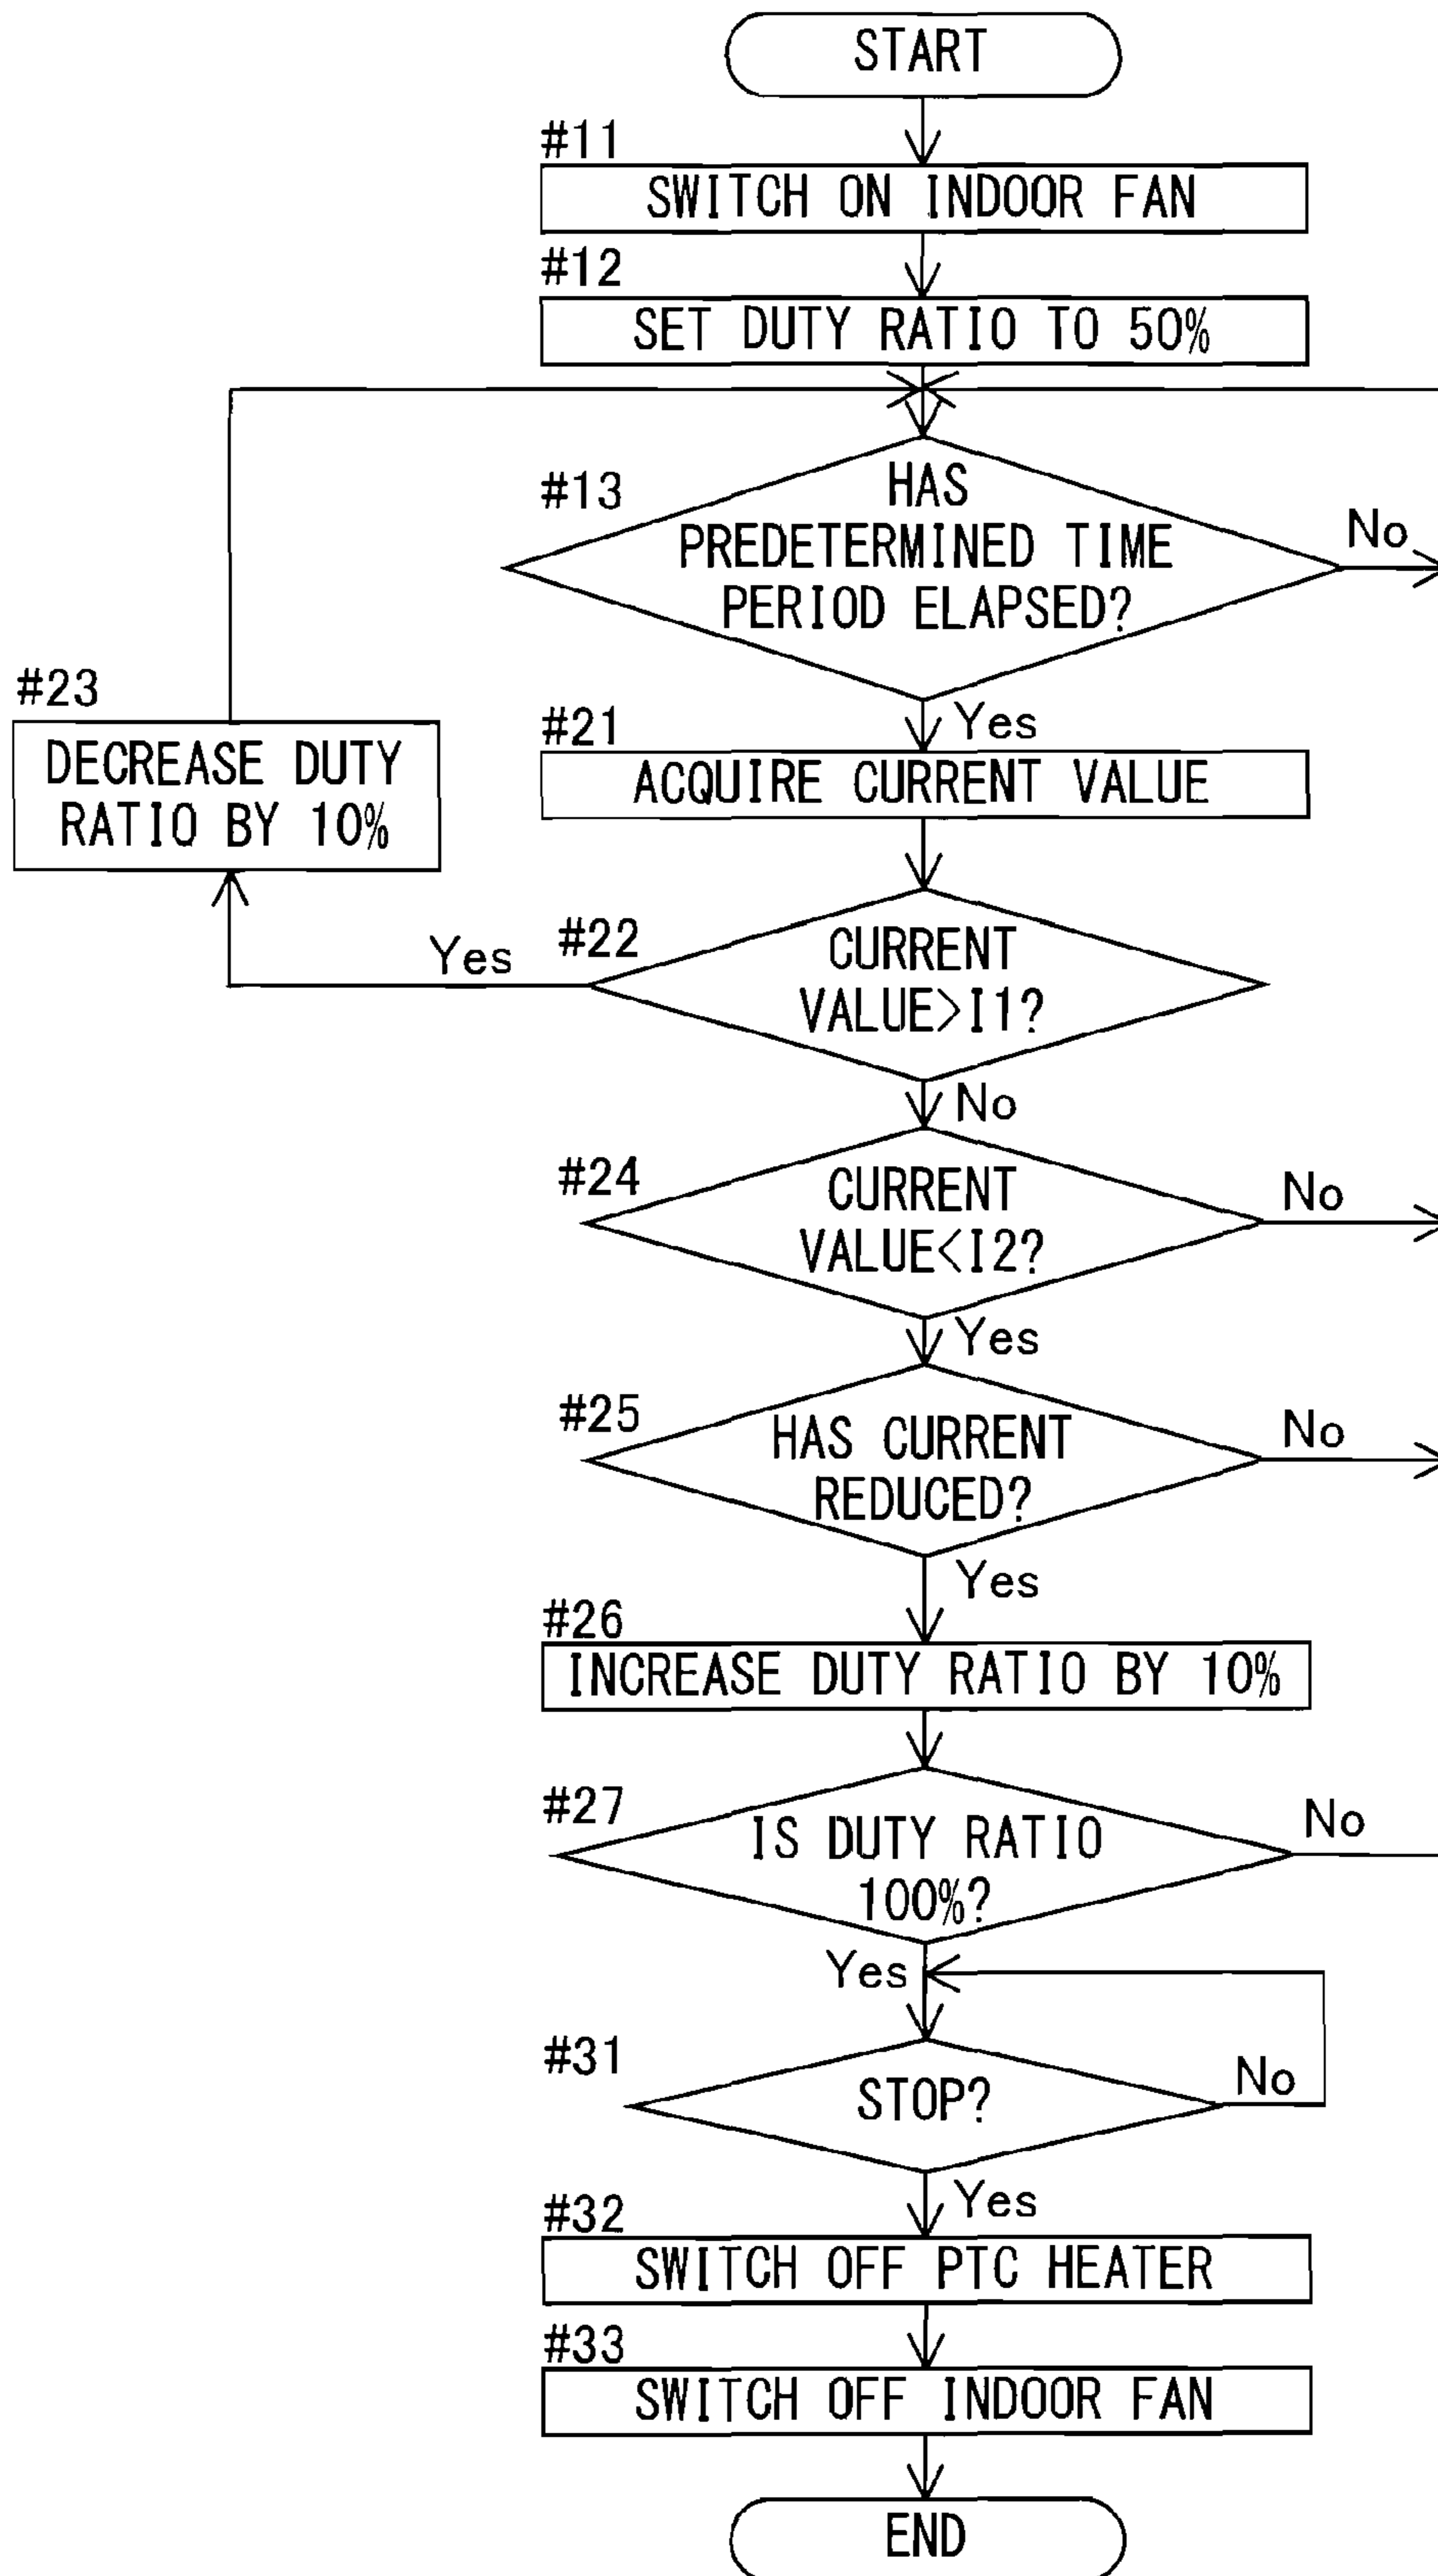 START
#11
SWITCH ON INDOOR FAN
#12
SET DUTY RATIO TO 50%
#13
HAS
PREDETERMINED TIME
PERIOD ELAPSED?
No
Yes
#23
DECREASE DUTY
RATIO BY 10%
#21
ACQUIRE CURRENT VALUE
#22
CURRENT
VALUE>I1?
Yes
No
#24
CURRENT
VALUE<I2?
No
Yes
#25
HAS CURRENT
REDUCED?
No
Yes
#26
INCREASE DUTY RATIO BY 10%
#27
IS DUTY RATIO
100%?
No
Yes
#31
STOP?
No
Yes
#32
SWITCH OFF PTC HEATER
#33
SWITCH OFF INDOOR FAN
END